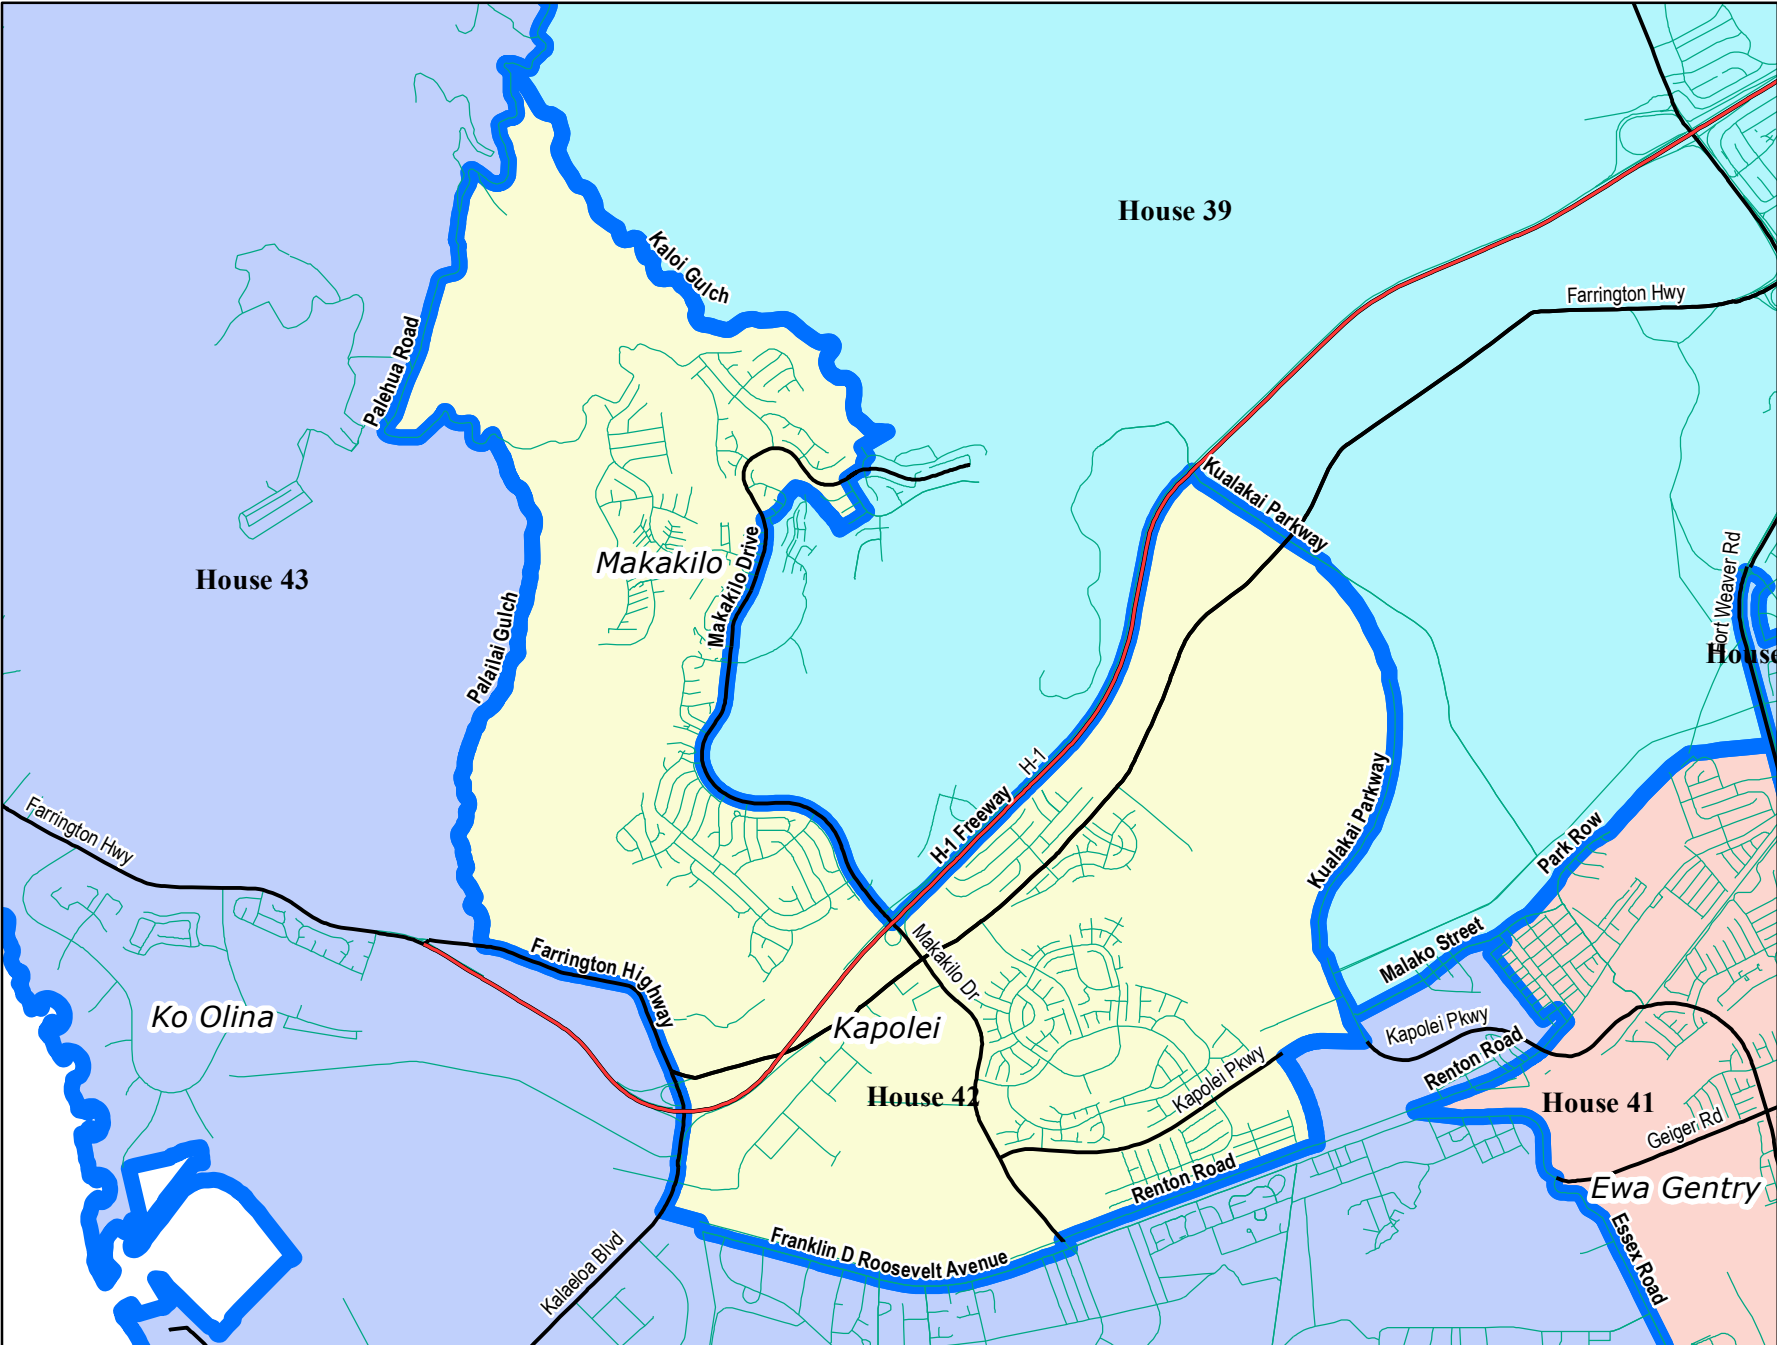 House 39
Kaloi Gulch
Farrington Hwy
Palehua Road
Kualakai Parkway
Makakilo
Makakilo Drive
House 43
Fort Weaver Rd
Palailai Gulch
House
H-1
H-1 Freeway
Kualakai Parkway
Farrington Hwy
Park Row
Malako Street
Farrington Highway
Makakilo Dr
Ko Olina
Kapolei
Kapolei Pkwy
Renton Road
House 42
Kapolei Pkwy
House 41
Geiger Rd
Renton Road
Ewa Gentry
Franklin D Roosevelt Avenue
Kalaeloa Blvd
Essex Road